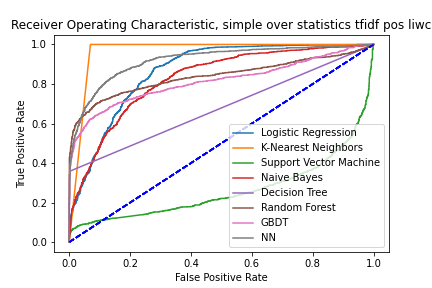 Receiver Operating Characteristic, simple over statistics tfidf pos liwc
1.0
0.8
0.6
0.4
0.2
0.0
True Positive Rate
Logistic Regression
K-Nearest Neighbors
Support Vector Machine
Naive Bayes
Decision Tree
Random Forest
GBDT
NN
0.0 0.2 0.4 0.6 0.8 1.0
False Positive Rate